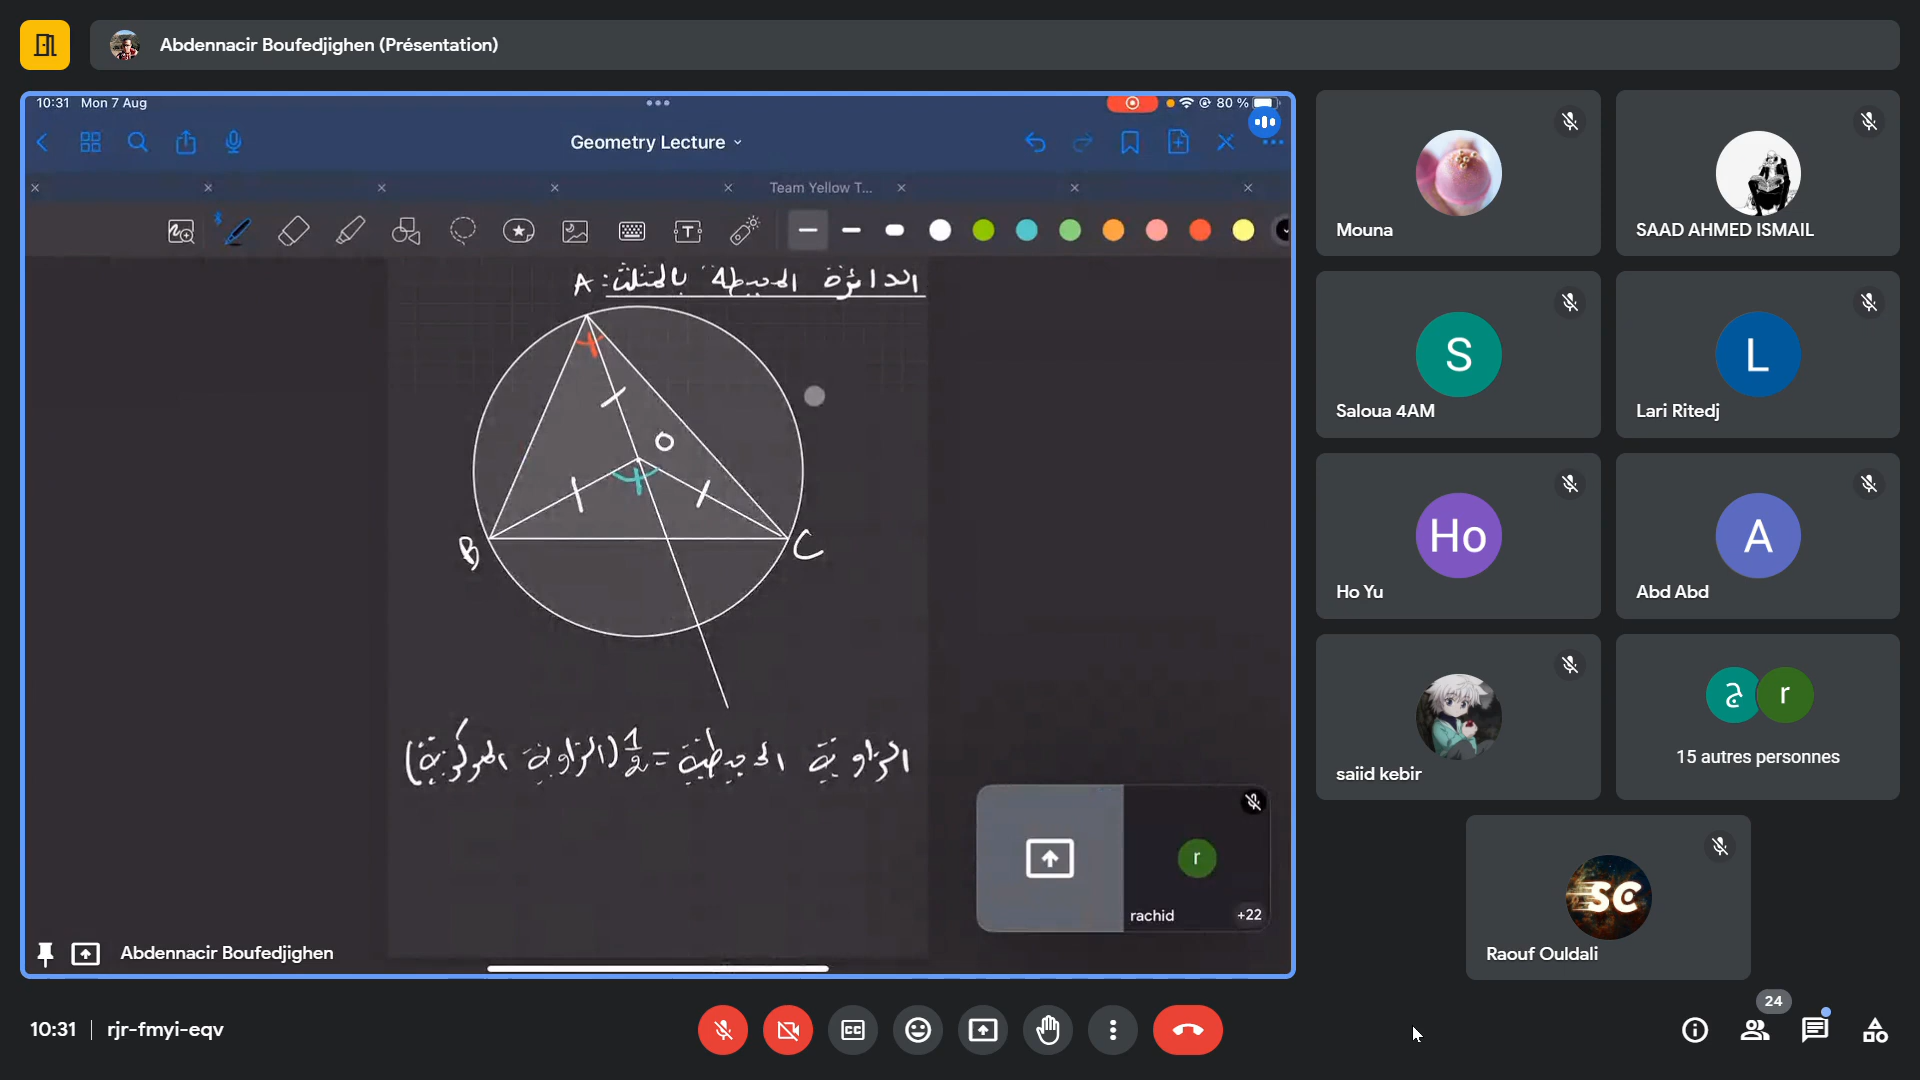 Abdennacir Boufedjighen (Présentation)
10:31 Mon 7 Aug
80 %
Geometry Lecture
Team Yellow T...
T
الدائرة المحيطة بالمثلث:
A
O
B
C
الزاوية المحيطية = 1/2 (الزاوية المركزية)
r
rachid
+22
Abdennacir Boufedjighen
Mouna
SAAD AHMED ISMAIL
S
Saloua 4AM
L
Lari Ritedj
Ho
Ho Yu
A
Abd Abd
saiid kebir
r
15 autres personnes
SC
Raouf Ouldali
10:31 | rjr-fmyi-eqv
CC
24